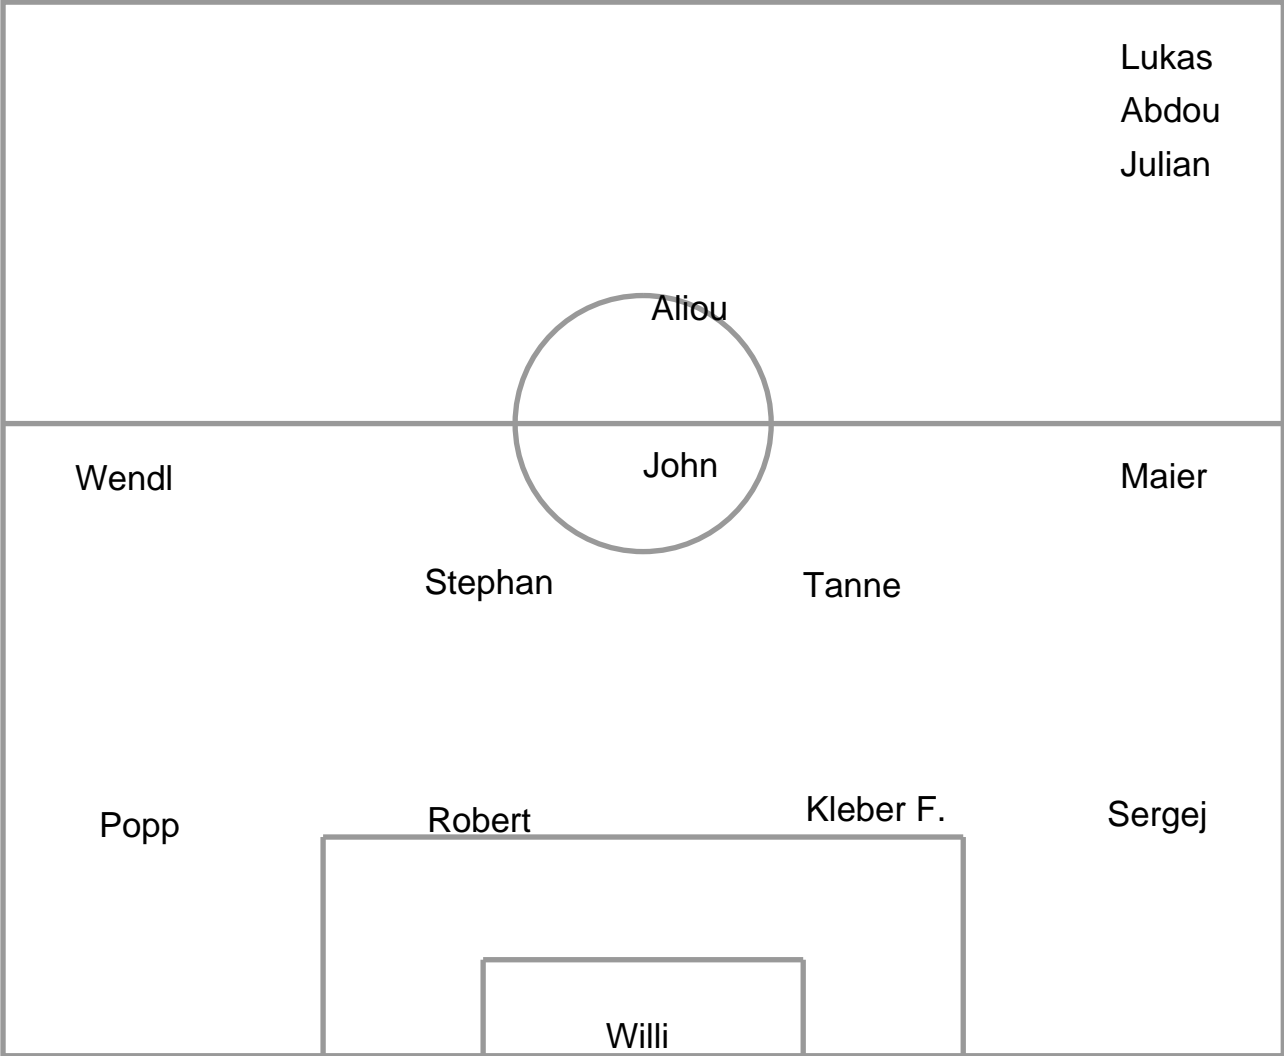 Lukas
Abdou
Julian
Aliou
John
Wendl
Maier
Stephan
Tanne
Popp
Robert
Kleber F.
Sergej
Willi